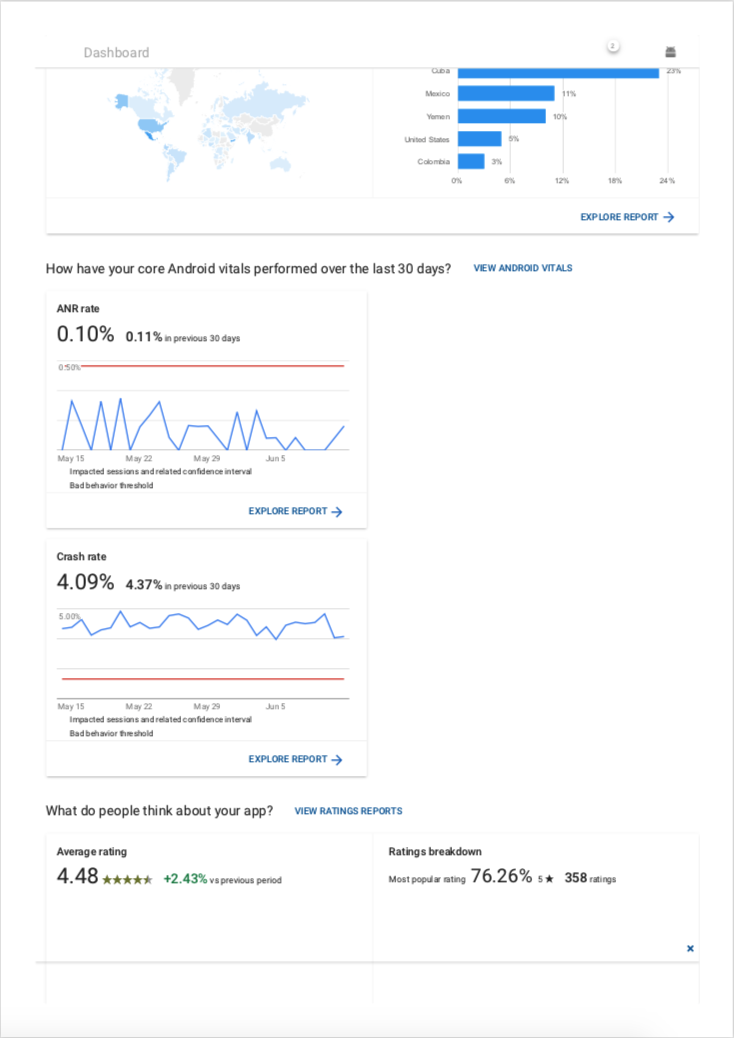 Dashboard
2
Cuba 23%
Mexico 11%
Yemen 10%
United States 5%
Colombia 3%
0% 6% 12% 18% 24%
EXPLORE REPORT
How have your core Android vitals performed over the last 30 days? VIEW ANDROID VITALS
ANR rate
0.10% 0.11% in previous 30 days
0.50%
May 15 May 22 May 29 Jun 5
Impacted sessions and related confidence interval
Bad behavior threshold
EXPLORE REPORT
Crash rate
4.09% 4.37% in previous 30 days
5.00%
May 15 May 22 May 29 Jun 5
Impacted sessions and related confidence interval
Bad behavior threshold
EXPLORE REPORT
What do people think about your app? VIEW RATINGS REPORTS
Average rating
4.48 ★★★★★ +2.43% vs previous period
Ratings breakdown
Most popular rating 76.26% 5 ★ 358 ratings